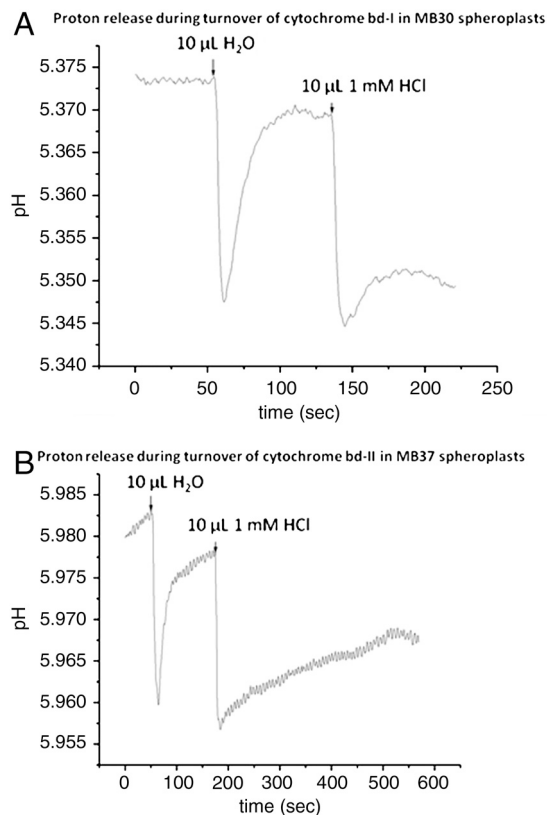 A
Proton release during turnover of cytochrome bd-I in MB30 spheroplasts
10 µL H₂O
10 µL 1 mM HCl
5.375
5.370
5.365
5.360
5.355
5.350
5.345
5.340
pH
0 50 100 150 200 250
time (sec)
B
Proton release during turnover of cytochrome bd-II in MB37 spheroplasts
10 µL H₂O
10 µL 1 mM HCl
5.985
5.980
5.975
5.970
5.965
5.960
5.955
pH
0 100 200 300 400 500 600
time (sec)